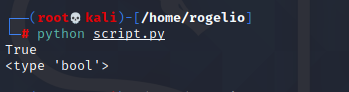 ┌──(root💀kali)-[/home/rogelio]
└─# python script.py
True
<type 'bool'>